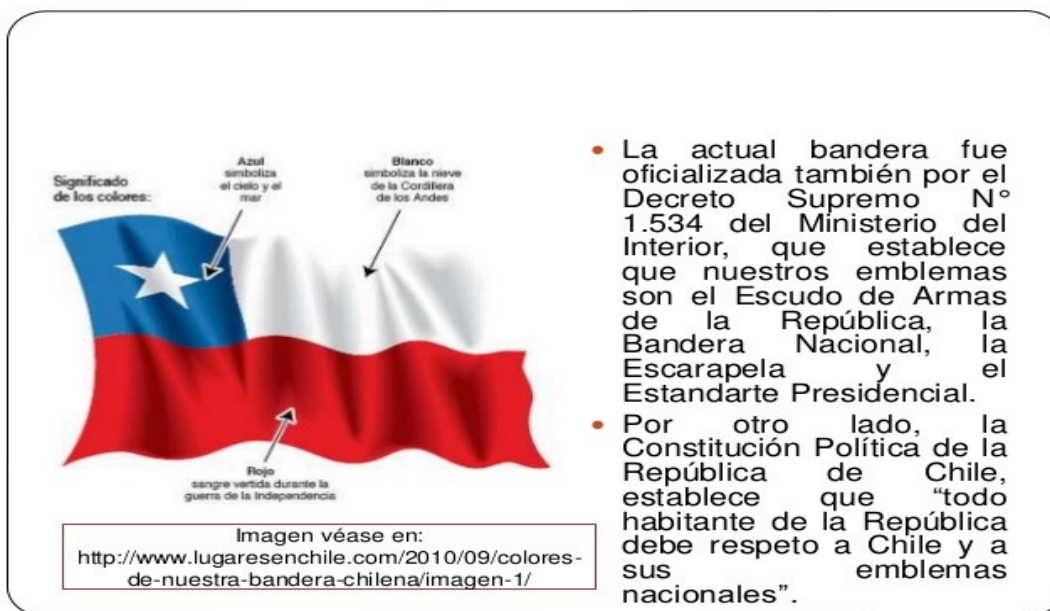 Significado
de los colores:
Azul
simboliza
el cielo y el
mar
Blanco
simboliza la nieve
de la Cordillera
de los Andes
Rojo
sangre vertida durante la
guerra de la Independencia
Imagen véase en:
http://www.lugaresenchile.com/2010/09/colores-
de-nuestra-bandera-chilena/imagen-1/
• La actual bandera fue
oficializada también por el
Decreto Supremo N°
1.534 del Ministerio del
Interior, que establece
que nuestros emblemas
son el Escudo de Armas
de la República, la
Bandera Nacional, la
Escarapela y el
Estandarte Presidencial.
• Por otro lado, la
Constitución Política de la
República de Chile,
establece que “todo
habitante de la República
debe respeto a Chile y a
sus emblemas
nacionales”.